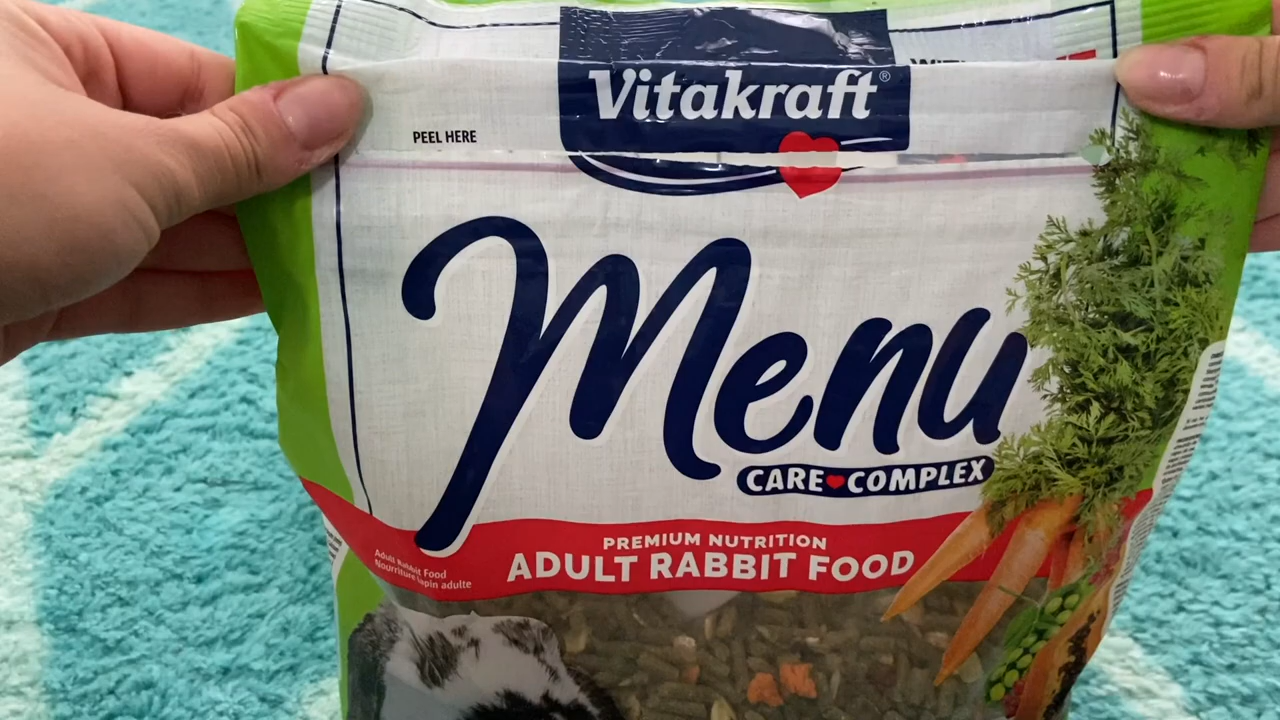 Vitakraft®
PEEL HERE
Menu
CARE COMPLEX
PREMIUM NUTRITION
ADULT RABBIT FOOD
Adult Rabbit Food
Nourriture lapin adulte